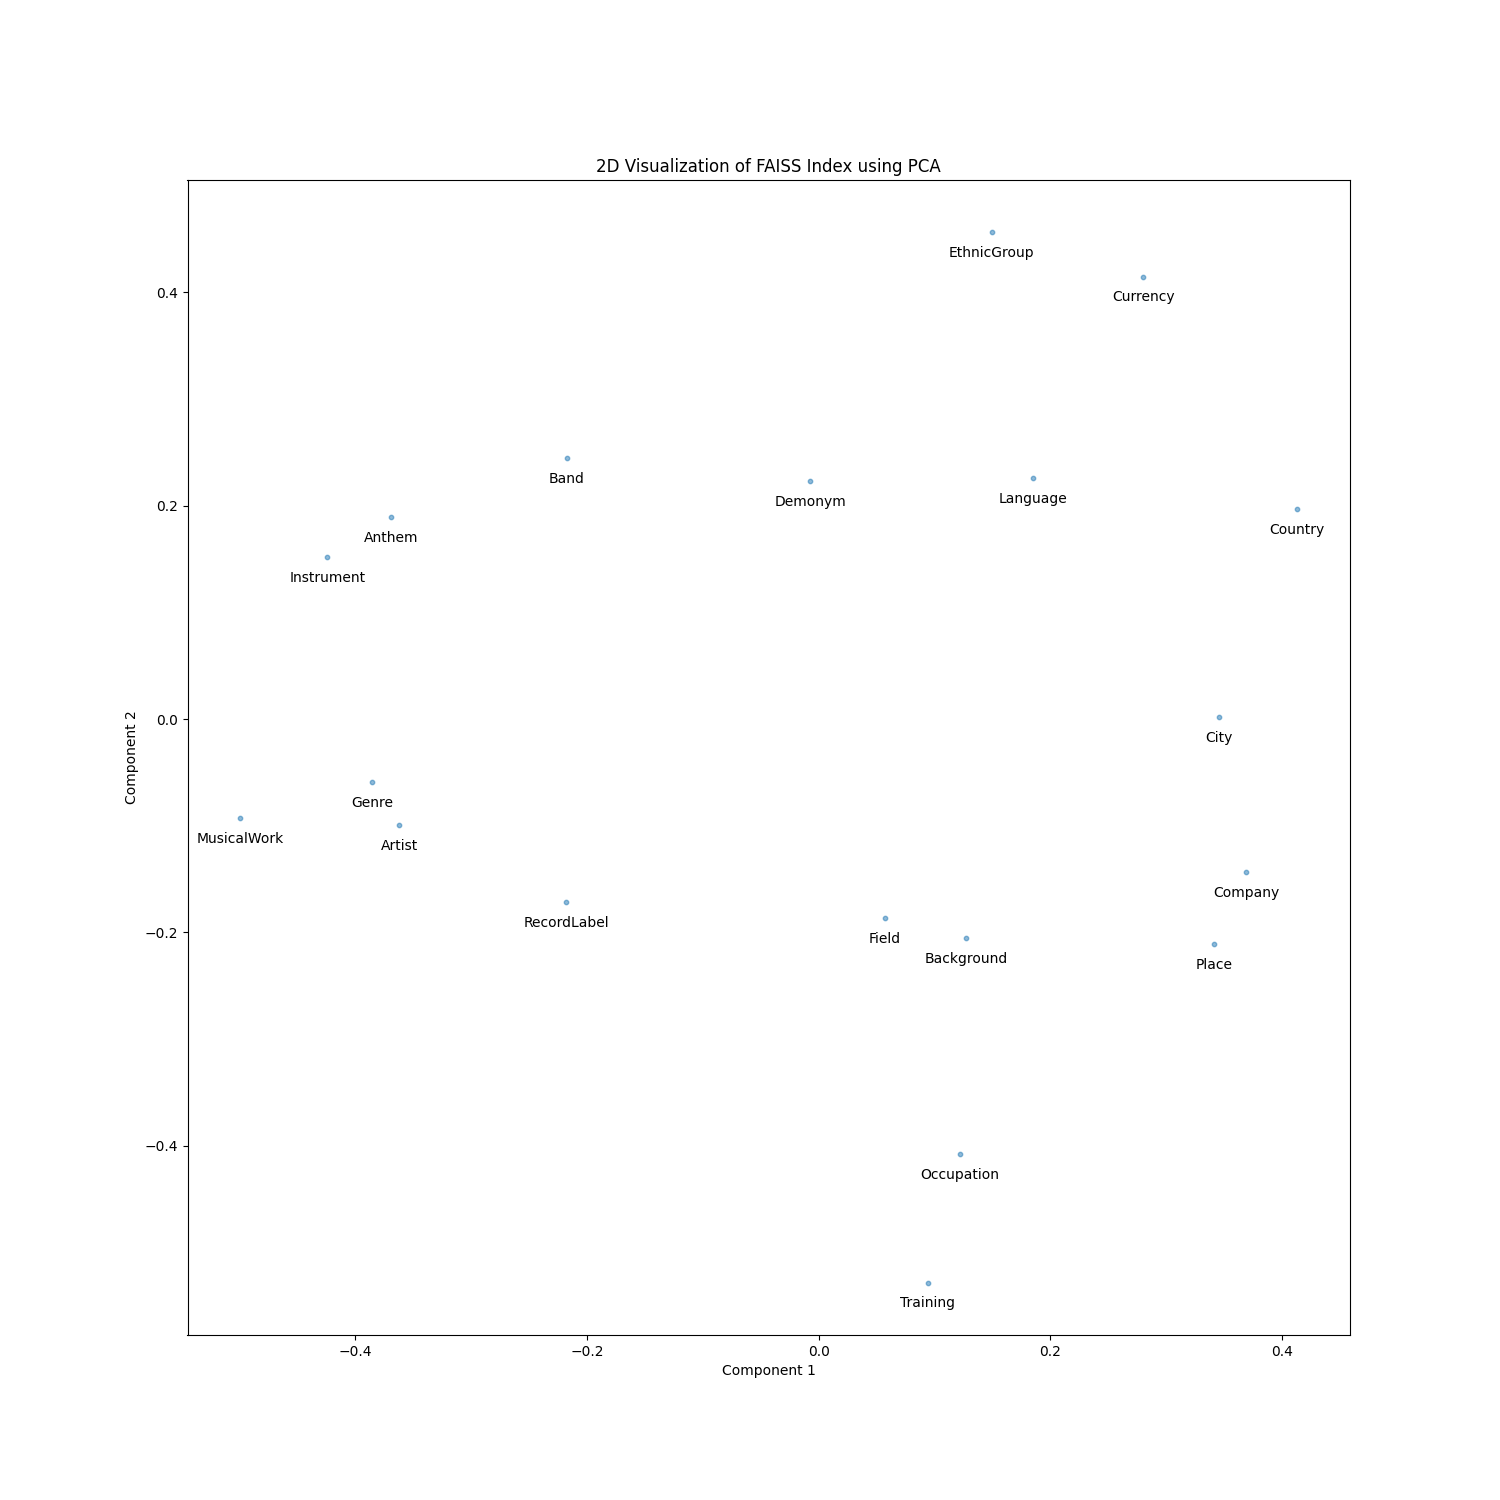 2D Visualization of FAISS Index using PCA
EthnicGroup
Currency
0.4
Band
Demonym
Language
Country
0.2
Anthem
Instrument
0.0
City
Component 2
Genre
MusicalWork
Artist
Company
RecordLabel
−0.2
Field
Background
Place
−0.4
Occupation
Training
−0.4 −0.2 0.0 0.2 0.4
Component 1